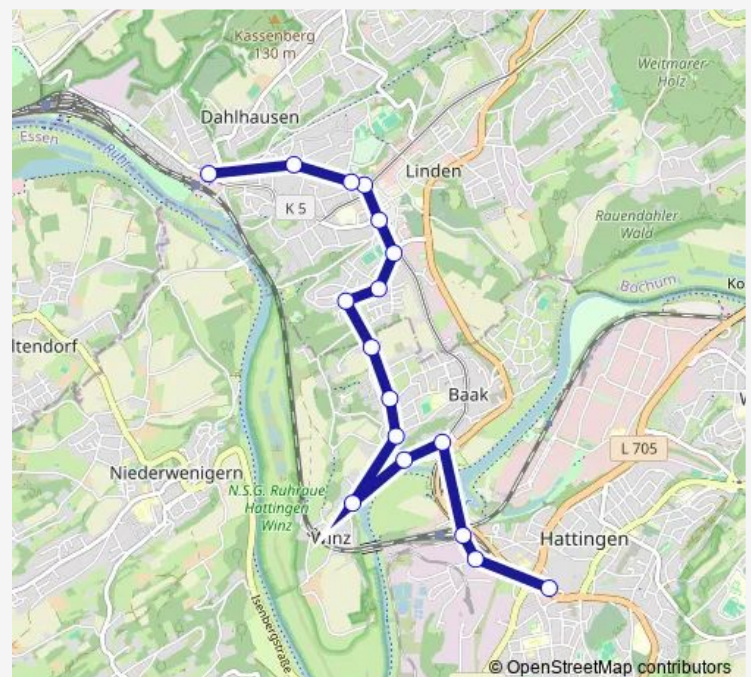 Kassenberg
130 m
Weitmarer
Holz
Dahlhausen
Essen
Ruhr
Linden
K 5
Rauendahler
Wald
Bochum
Ko
ltendorf
Baak
L 705
Niederwenigern
N.S.G. Ruhraue
Hattingen
Winz
Winz
Hattingen
Isenbergstraße
© OpenStreetMap contributors